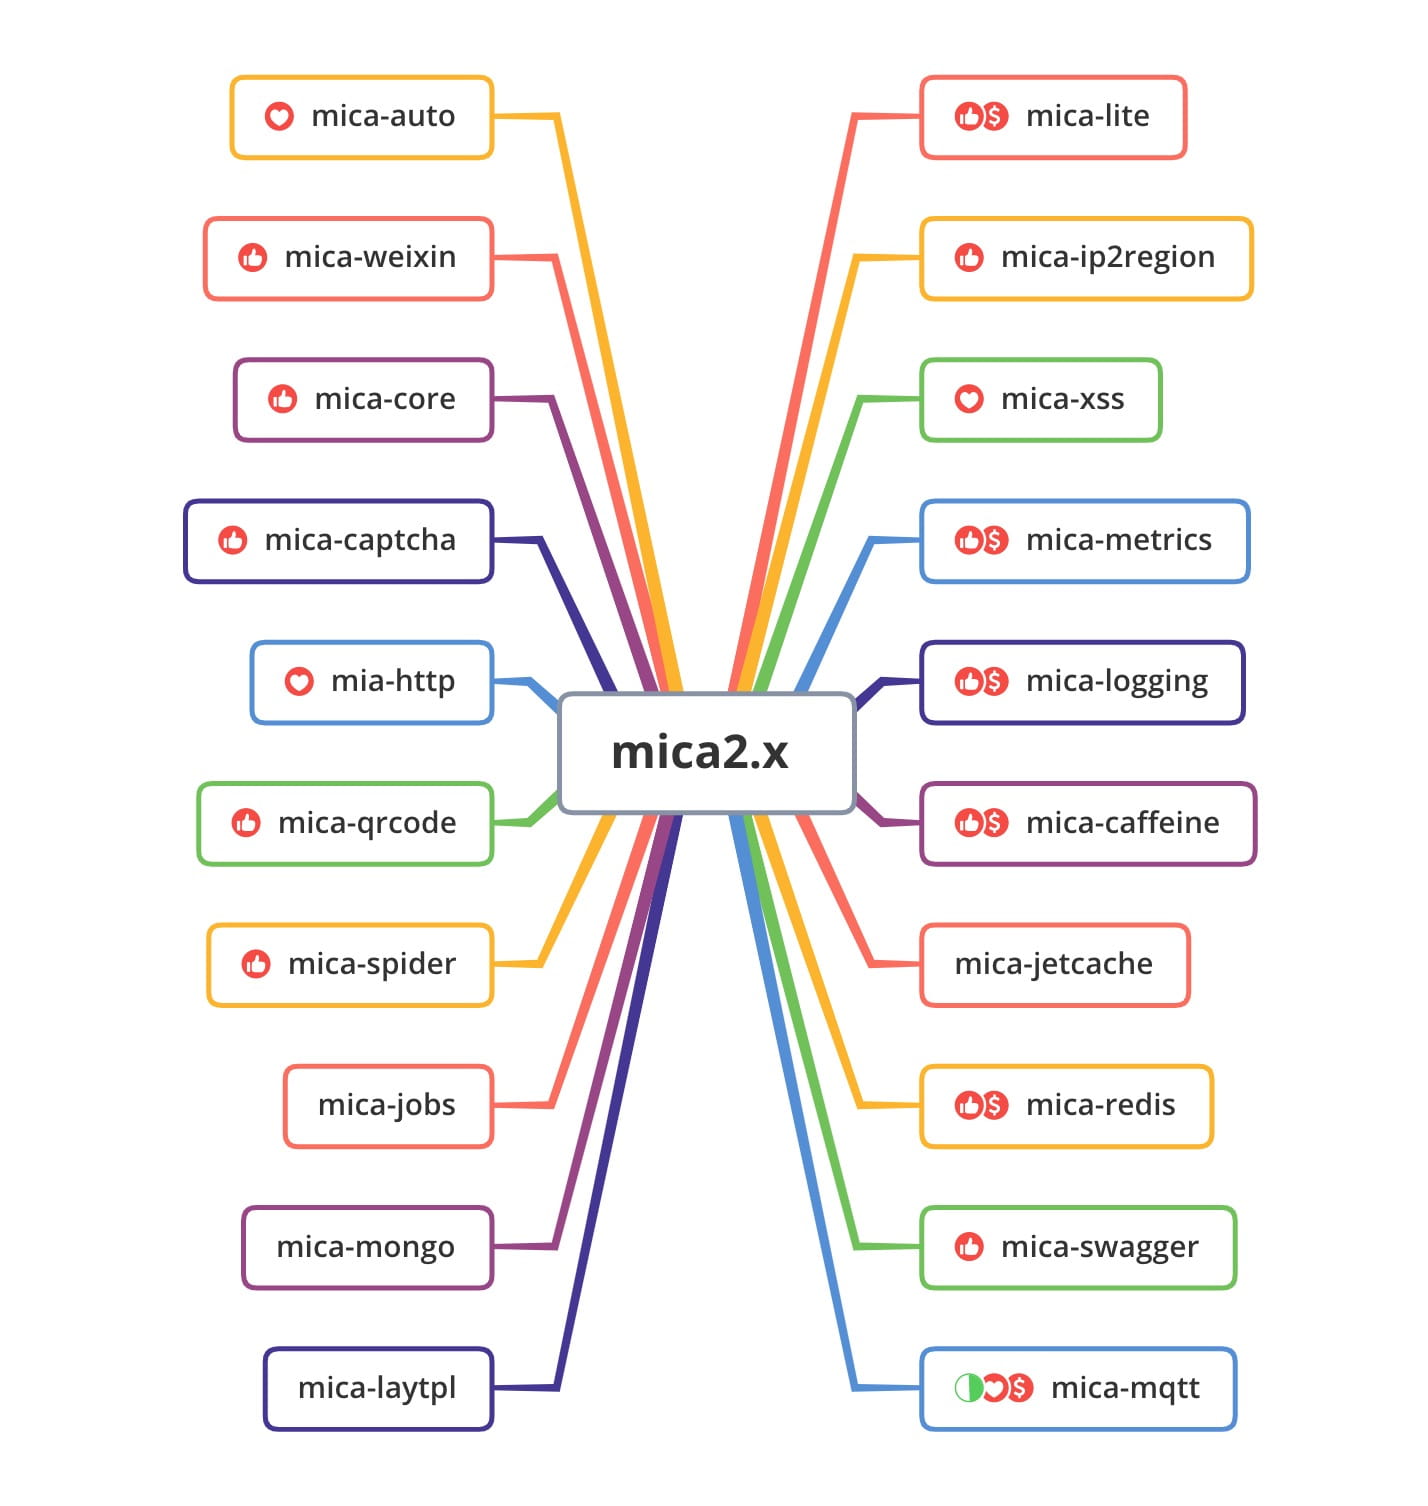 mica-auto
mica-weixin
mica-core
mica-captcha
mia-http
mica-qrcode
mica-spider
mica-jobs
mica-mongo
mica-laytpl
mica2.x
mica-lite
mica-ip2region
mica-xss
mica-metrics
mica-logging
mica-caffeine
mica-jetcache
mica-redis
mica-swagger
mica-mqtt